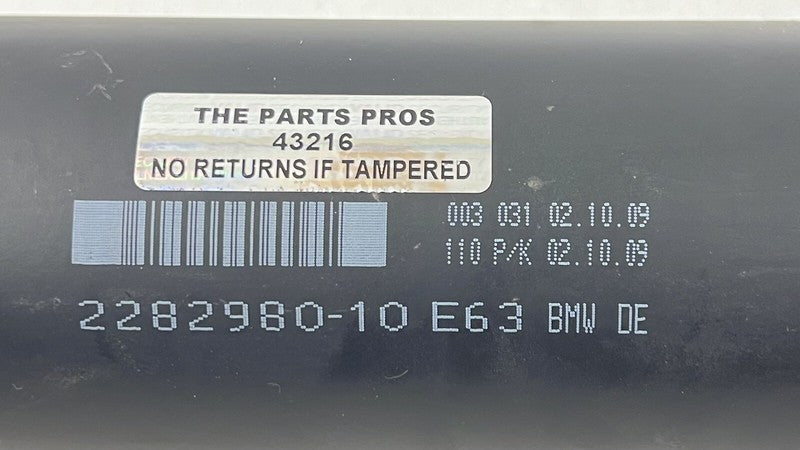 THE PARTS PROS
43216
NO RETURNS IF TAMPERED
003 031 02.10.09
110 P/K 02.10.09
2282980-10 E63 BMW DE